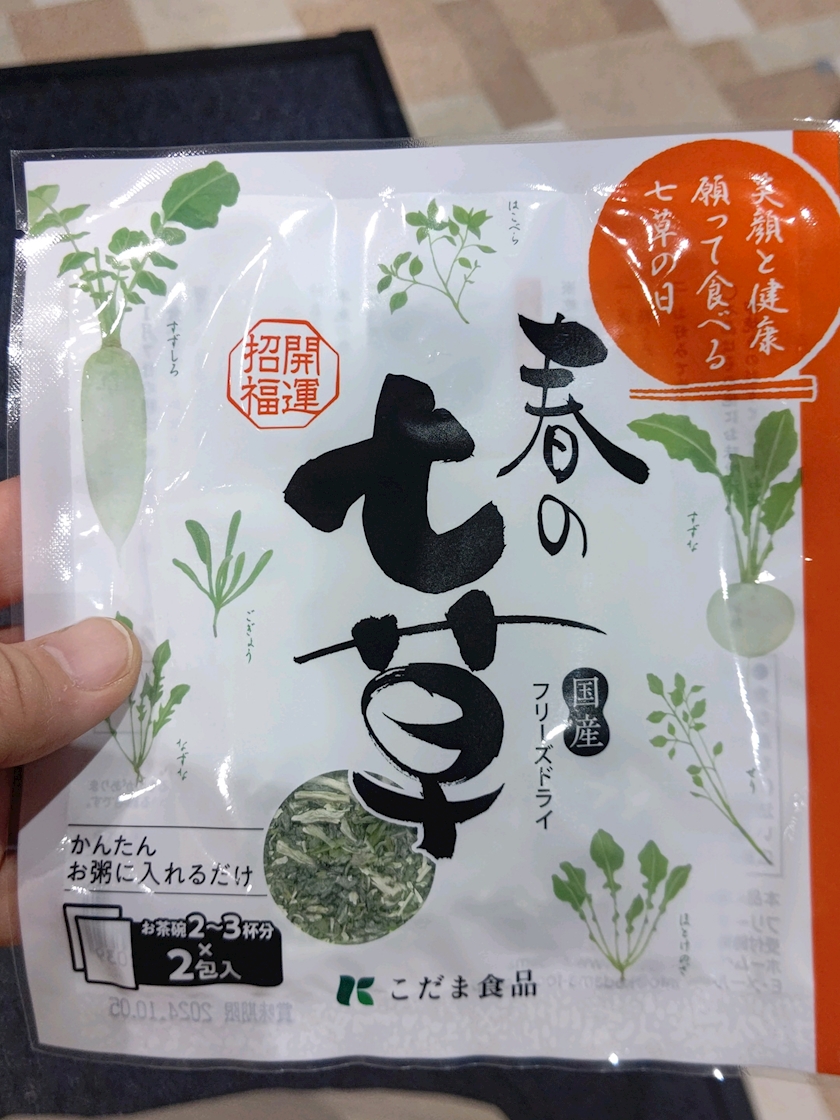 笑顔と健康
願って食べる
七草の日
はこべら
すずしろ
開運
招福
春の
七草
すずな
ごぎょう
国産
フリーズドライ
なずな
せり
ほとけのざ
かんたん
お粥に入れるだけ
お茶碗2〜3杯分
×
2包入
こだま食品
賞味期限 2024.10.05